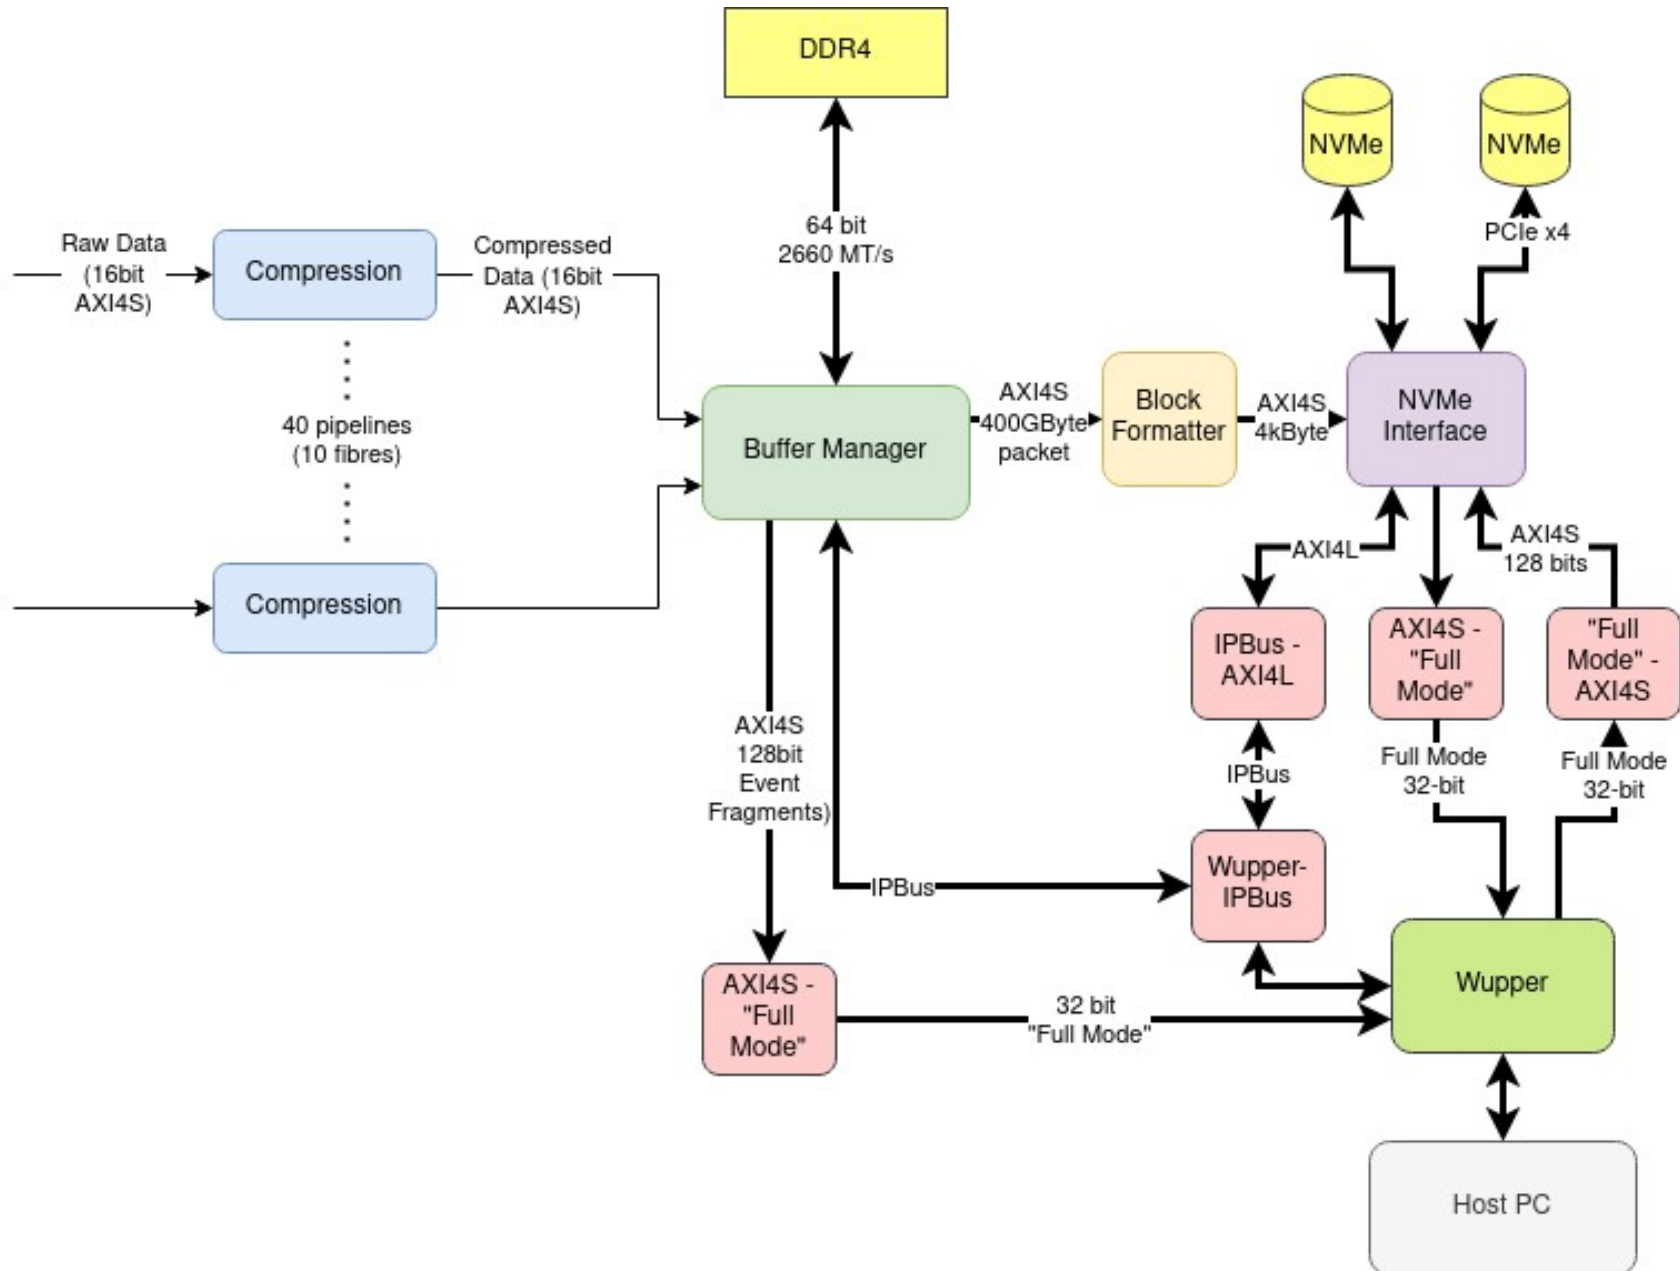 DDR4
NVMe
NVMe
PCIe x4
64 bit
2660 MT/s
Raw Data
(16bit
AXI4S)
Compression
Compressed
Data (16bit
AXI4S)
40 pipelines
(10 fibres)
Compression
Buffer Manager
AXI4S
400GByte
packet
Block
Formatter
AXI4S
4kByte
NVMe
Interface
AXI4L
AXI4S
128 bits
IPBus -
AXI4L
AXI4S -
"Full
Mode"
"Full
Mode" -
AXI4S
AXI4S
128bit
Event
Fragments)
IPBus
Full Mode
32-bit
Full Mode
32-bit
IPBus
Wupper-
IPBus
Wupper
AXI4S -
"Full
Mode"
32 bit
"Full Mode"
Host PC